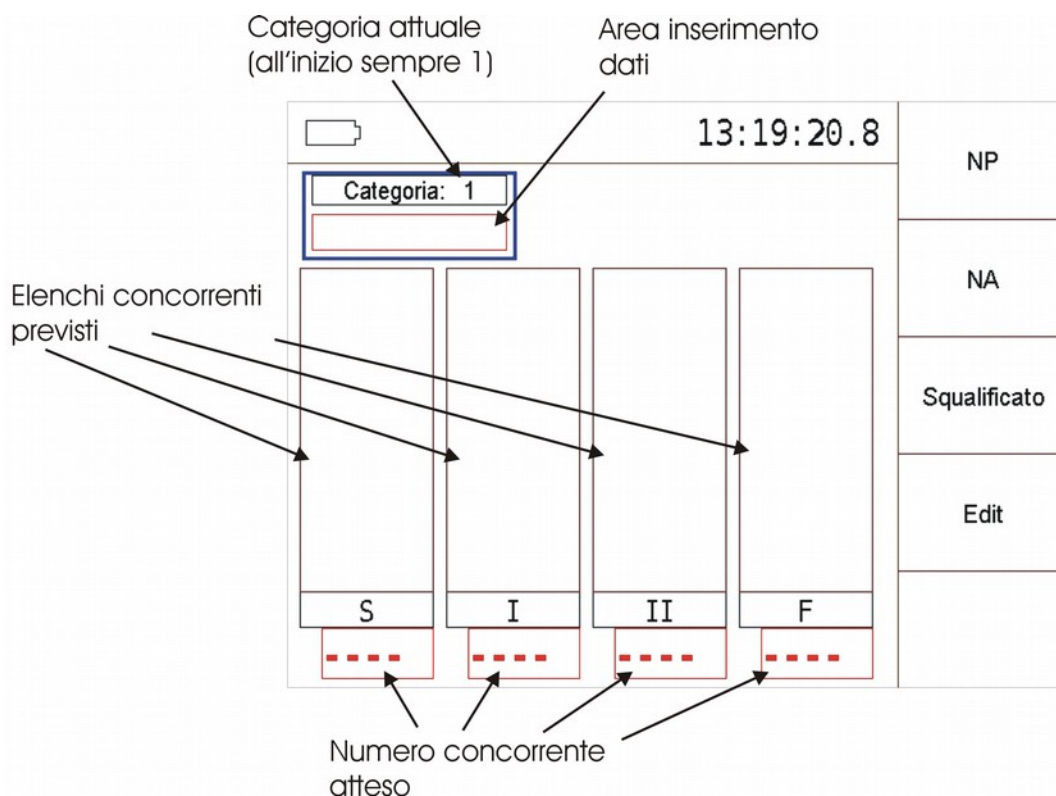 Categoria attuale
(all'inizio sempre 1)
Area inserimento
dati
13:19:20.8
NP
Categoria: 1
NA
Elenchi concorrenti
previsti
Squalificato
Edit
S
I
II
F
- - - -
- - - -
- - - -
- - - -
Numero concorrente
atteso